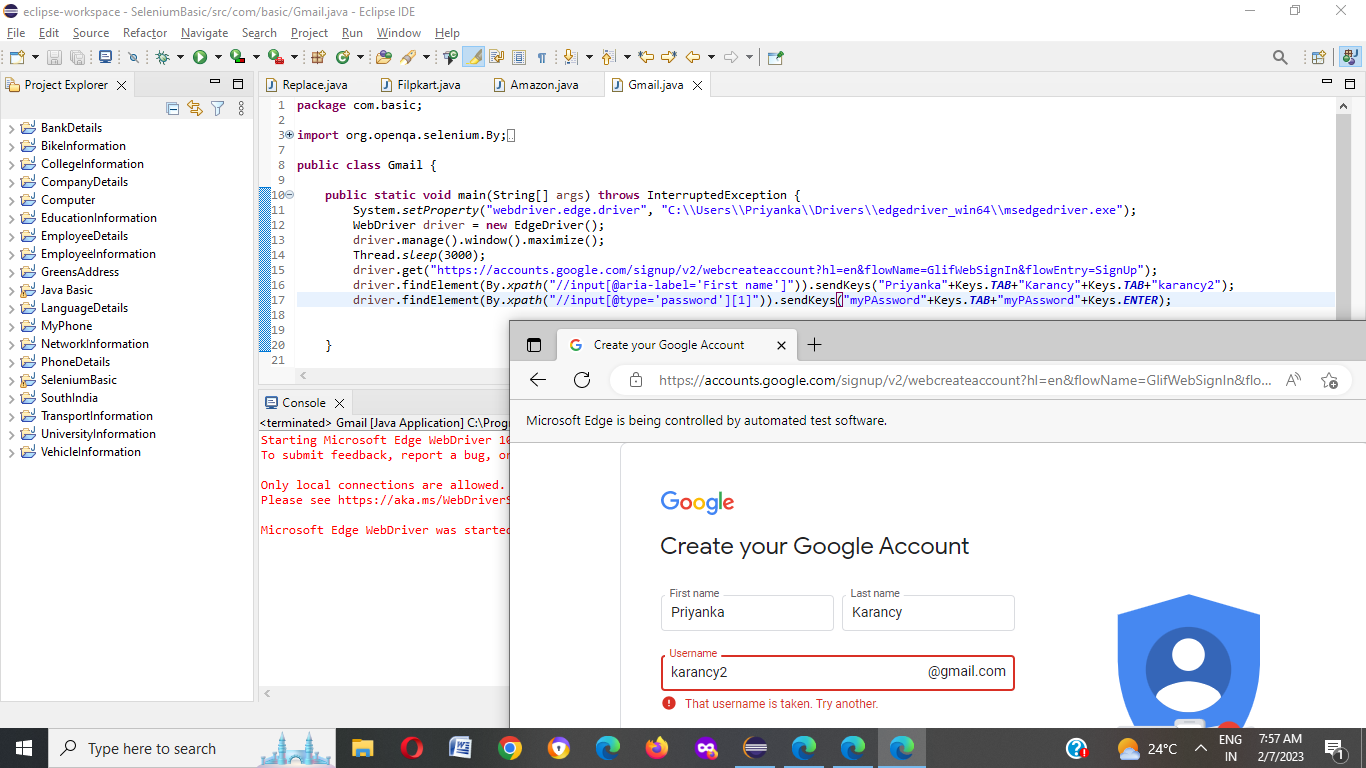 eclipse-workspace - SeleniumBasic/src/com/basic/Gmail.java - Eclipse IDE
File Edit Source Refactor Navigate Search Project Run Window Help
Project Explorer
BankDetails
BikeInformation
CollegeInformation
CompanyDetails
Computer
EducationInformation
EmployeeDetails
EmployeeInformation
GreensAddress
Java Basic
LanguageDetails
MyPhone
NetworkInformation
PhoneDetails
SeleniumBasic
SouthIndia
TransportInformation
UniversityInformation
VehicleInformation
Replace.java Filpkart.java Amazon.java Gmail.java
1 package com.basic;
2
3 import org.openqa.selenium.By;
7
8 public class Gmail {
9
10 public static void main(String[] args) throws InterruptedException {
11 System.setProperty("webdriver.edge.driver", "C:\\Users\\Priyanka\\Drivers\\edgedriver_win64\\msedgedriver.exe");
12 WebDriver driver = new EdgeDriver();
13 driver.manage().window().maximize();
14 Thread.sleep(3000);
15 driver.get("https://accounts.google.com/signup/v2/webcreateaccount?hl=en&flowName=GlifWebSignIn&flowEntry=SignUp");
16 driver.findElement(By.xpath("//input[@aria-label='First name']")).sendKeys("Priyanka"+Keys.TAB+"Karancy"+Keys.TAB+"karancy2");
17 driver.findElement(By.xpath("//input[@type='password'][1]")).sendKeys("myPAssword"+Keys.TAB+"myPAssword"+Keys.ENTER);
18
19
20 }
21
Console
<terminated> Gmail [Java Application] C:\Prog
Starting Microsoft Edge WebDriver 10
To submit feedback, report a bug, or
Only local connections are allowed.
Please see https://aka.ms/WebDriverS
Microsoft Edge WebDriver was started
Create your Google Account
https://accounts.google.com/signup/v2/webcreateaccount?hl=en&flowName=GlifWebSignIn&flo...
Microsoft Edge is being controlled by automated test software.
Google
Create your Google Account
First name Last name
Priyanka Karancy
Username
karancy2 @gmail.com
That username is taken. Try another.
Type here to search
24°C
ENG
IN
7:57 AM
2/7/2023
1